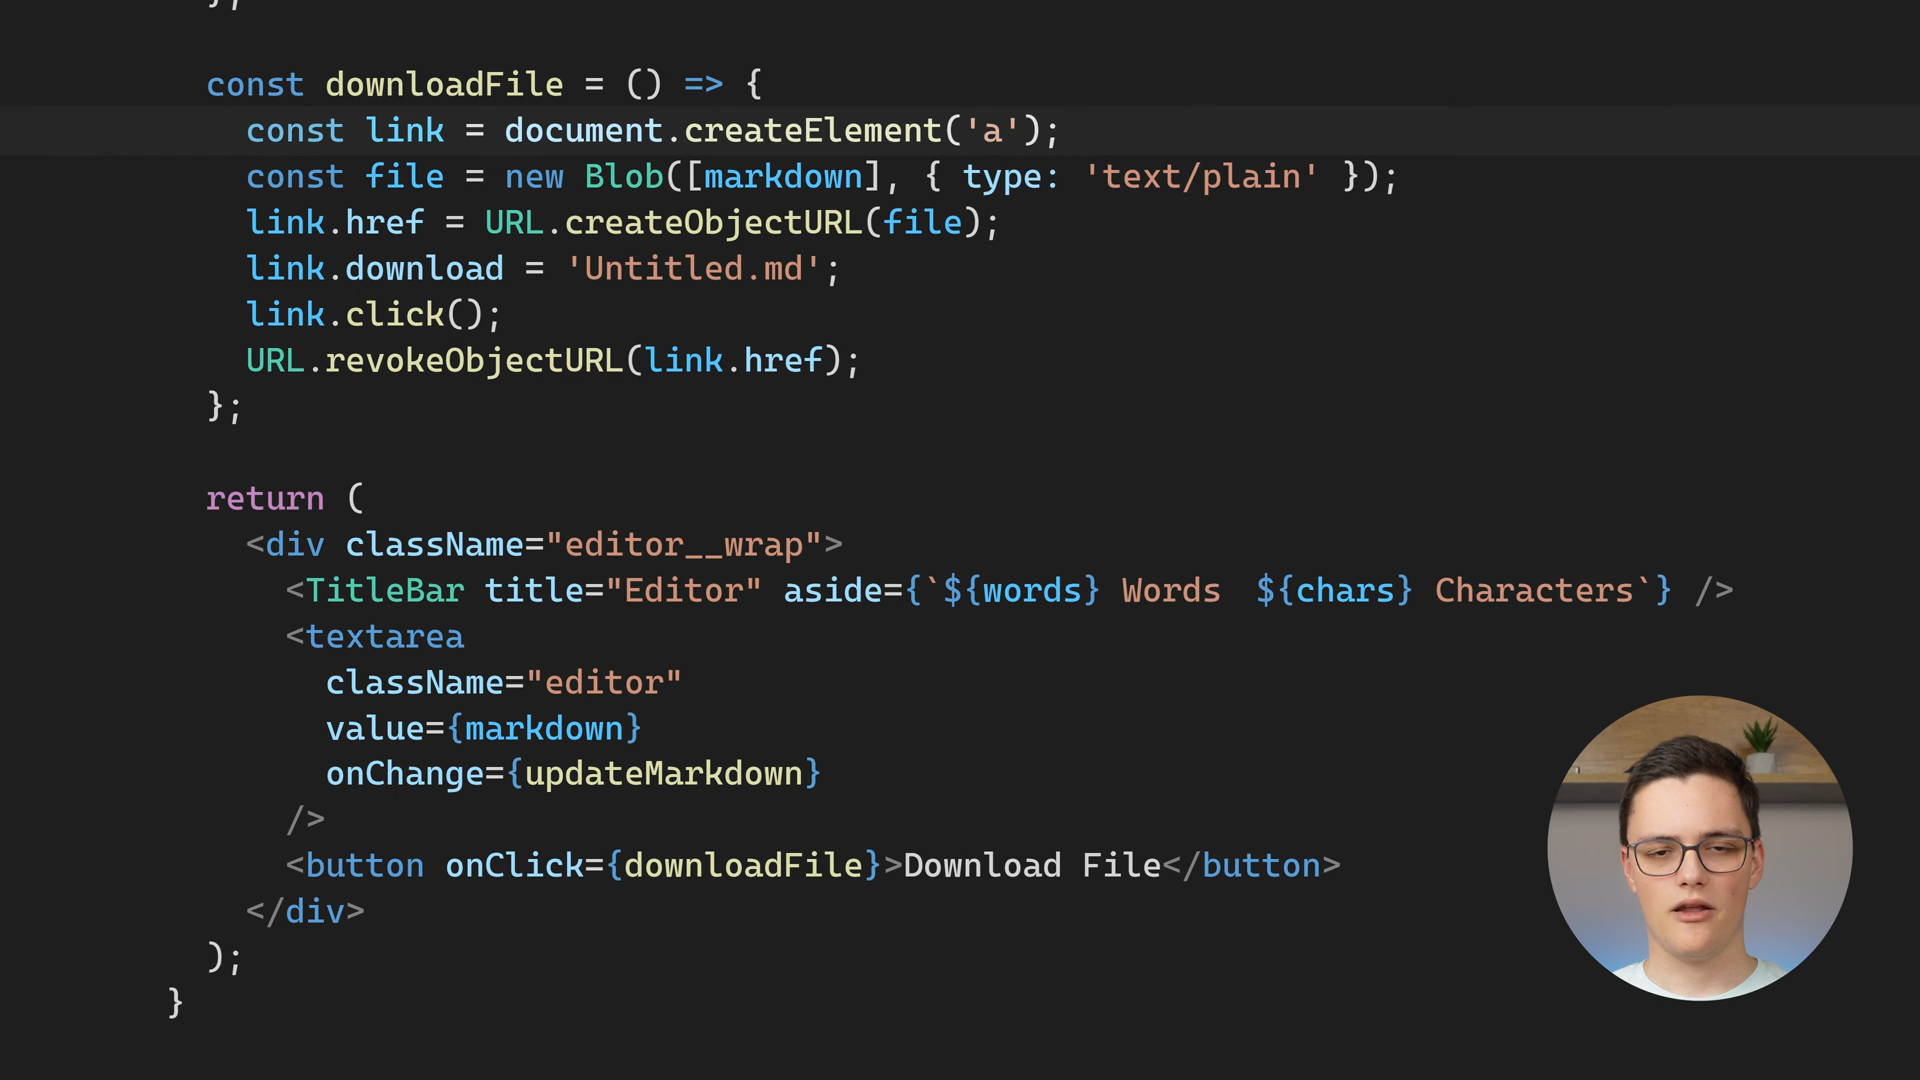 };
const downloadFile = () => {
const link = document.createElement('a');
const file = new Blob([markdown], { type: 'text/plain' });
link.href = URL.createObjectURL(file);
link.download = 'Untitled.md';
link.click();
URL.revokeObjectURL(link.href);
};
return (
<div className="editor__wrap">
<TitleBar title="Editor" aside={`${words} Words  ${chars} Characters`} />
<textarea
className="editor"
value={markdown}
onChange={updateMarkdown}
/>
<button onClick={downloadFile}>Download File</button>
</div>
);
}